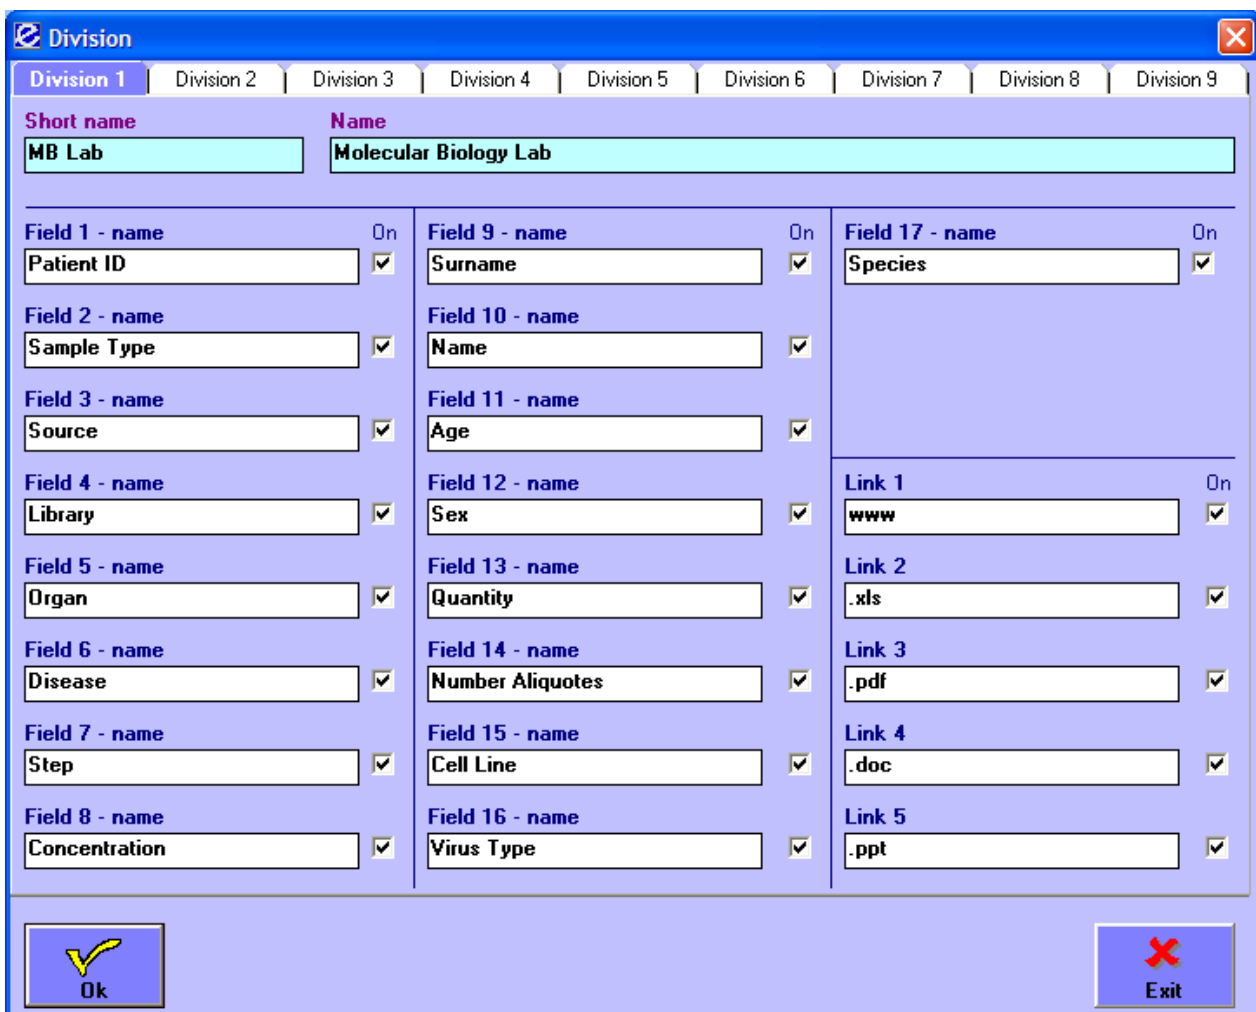 Division
Division 1 Division 2 Division 3 Division 4 Division 5 Division 6 Division 7 Division 8 Division 9
Short name Name
MB Lab Molecular Biology Lab
Field 1 - name On Field 9 - name On Field 17 - name On
Patient ID Surname Species
Field 2 - name Field 10 - name
Sample Type Name
Field 3 - name Field 11 - name
Source Age
Field 4 - name Field 12 - name Link 1 On
Library Sex www
Field 5 - name Field 13 - name Link 2
Organ Quantity .xls
Field 6 - name Field 14 - name Link 3
Disease Number Aliquotes .pdf
Field 7 - name Field 15 - name Link 4
Step Cell Line .doc
Field 8 - name Field 16 - name Link 5
Concentration Virus Type .ppt
Ok Exit